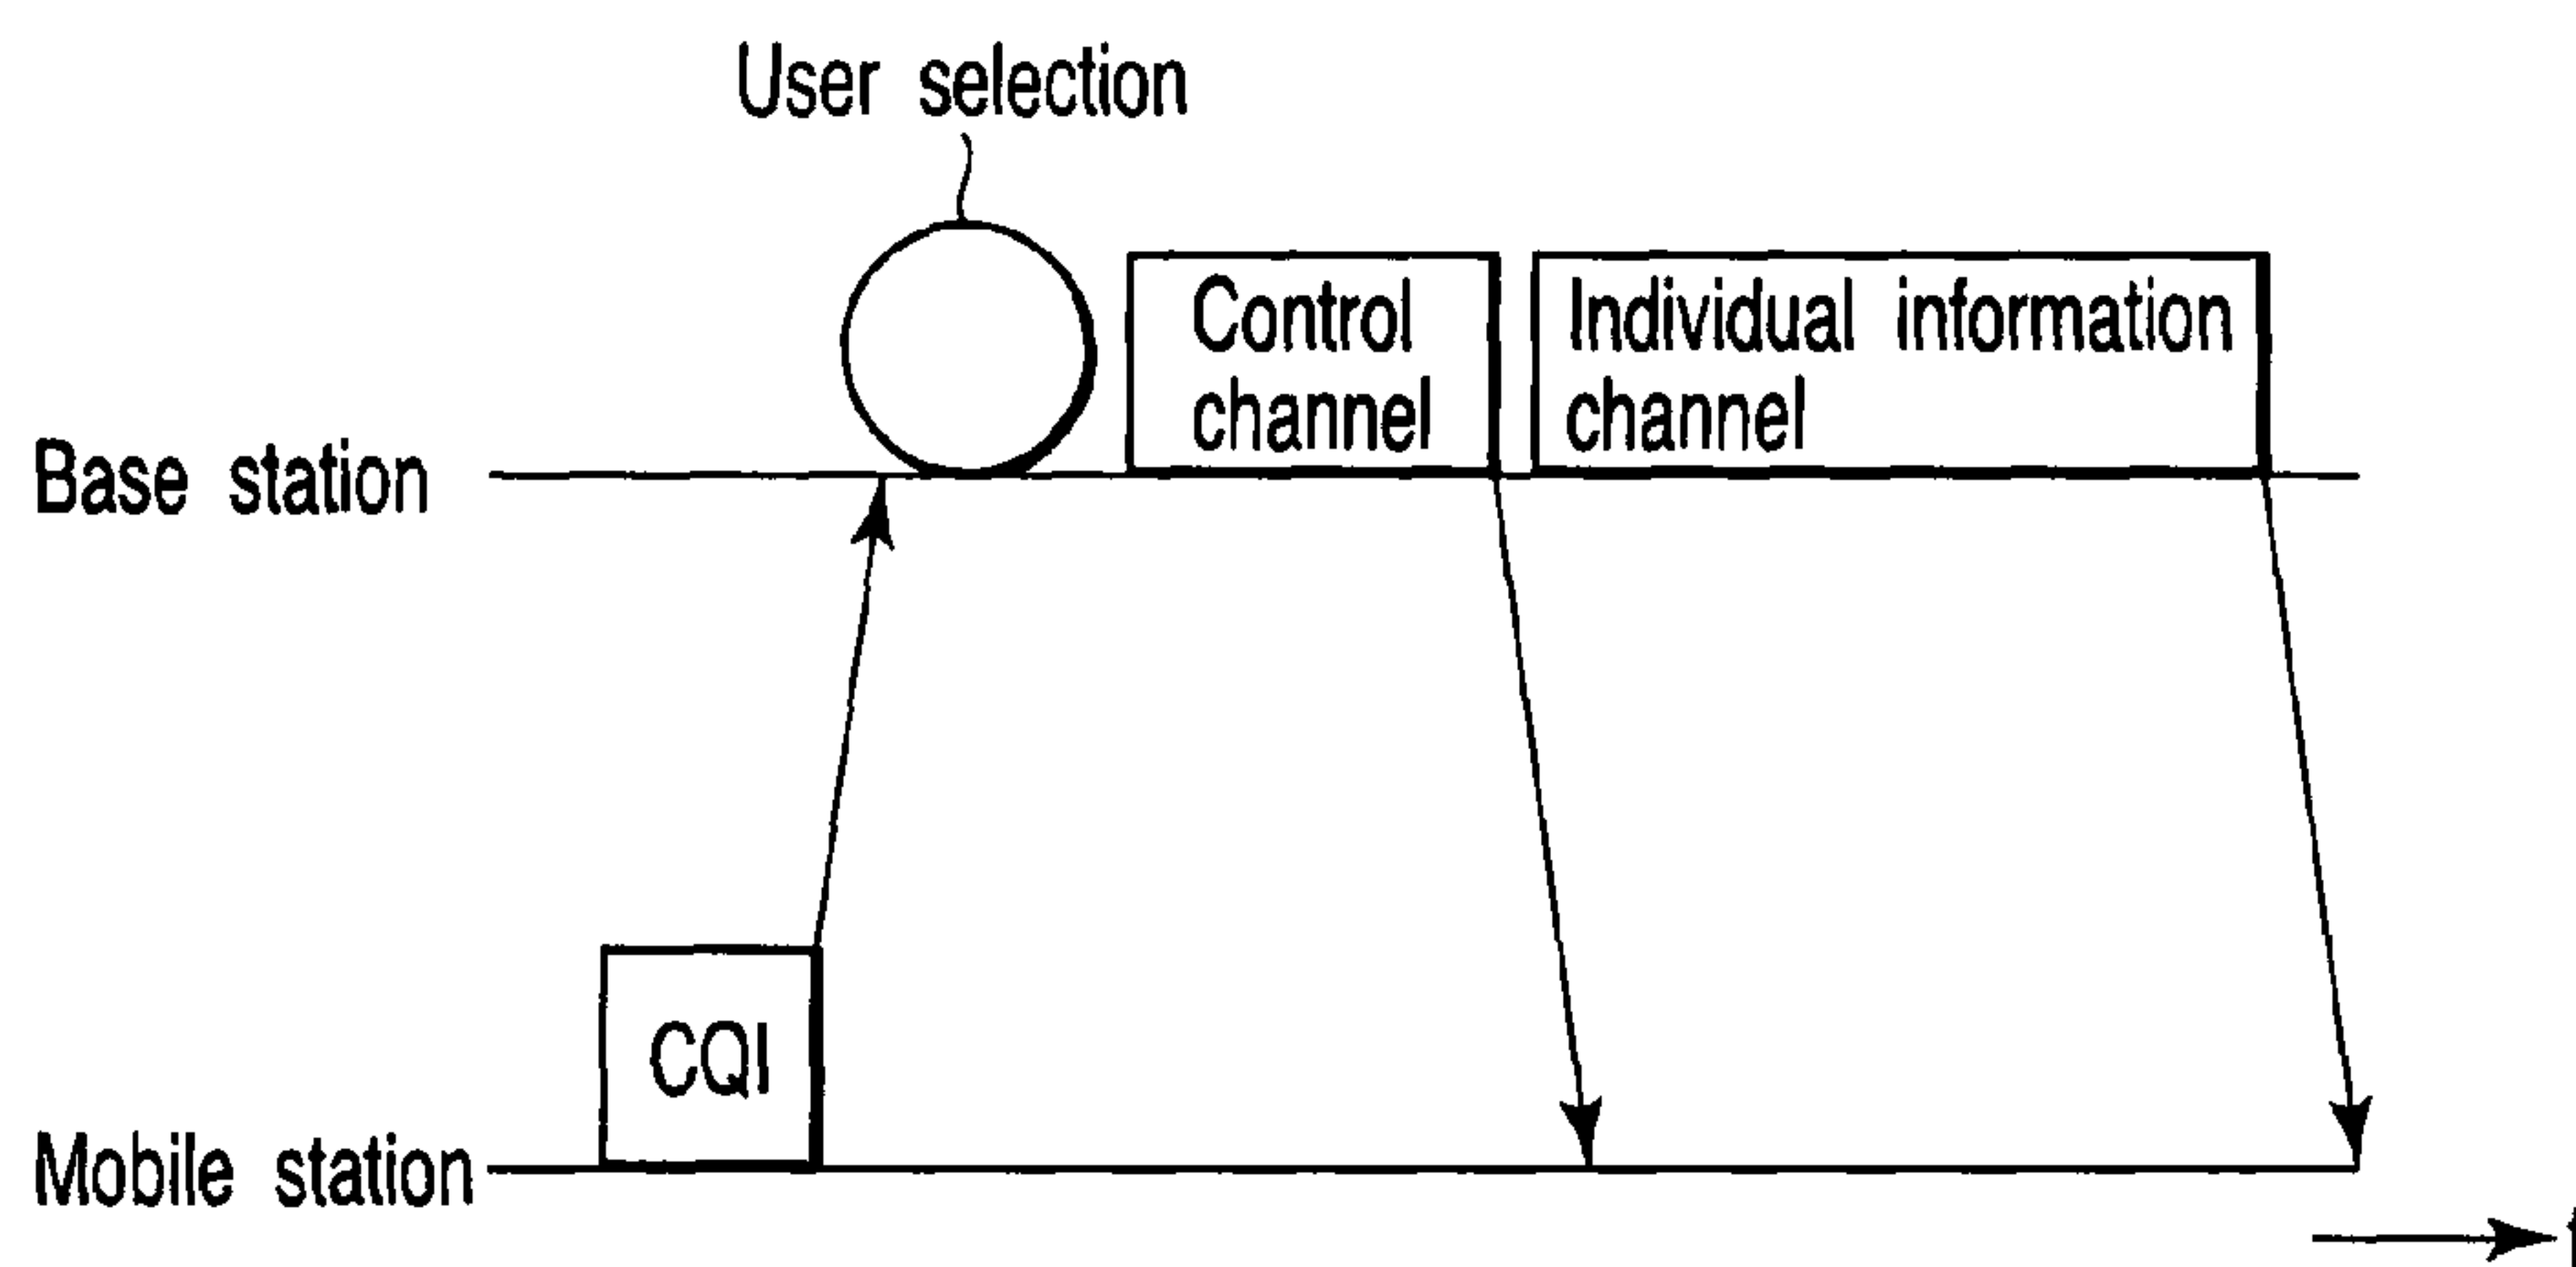 User selection
Control
channel
Individual information
channel
Base station
CQI
Mobile station